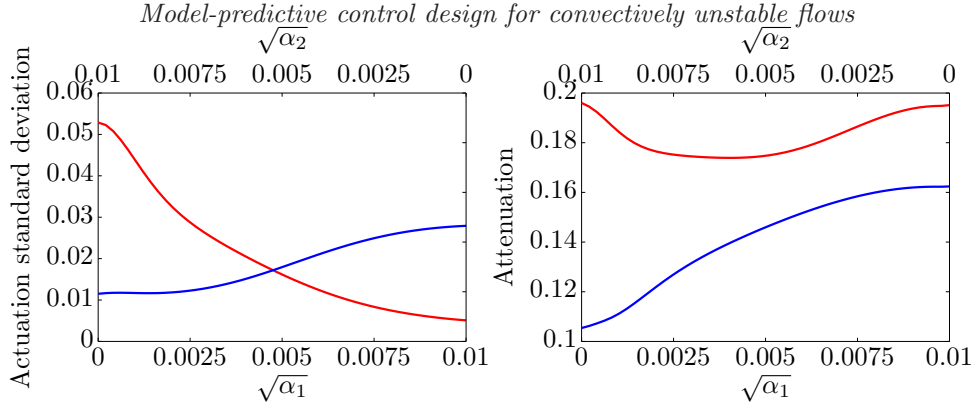 Model-predictive control design for convectively unstable flows
√α₂
0.01 0.0075 0.005 0.0025 0
Actuation standard deviation
0.06
0.05
0.04
0.03
0.02
0.01
0
0 0.0025 0.005 0.0075 0.01
√α₁
√α₂
0.01 0.0075 0.005 0.0025 0
Attenuation
0.2
0.18
0.16
0.14
0.12
0.1
0 0.0025 0.005 0.0075 0.01
√α₁